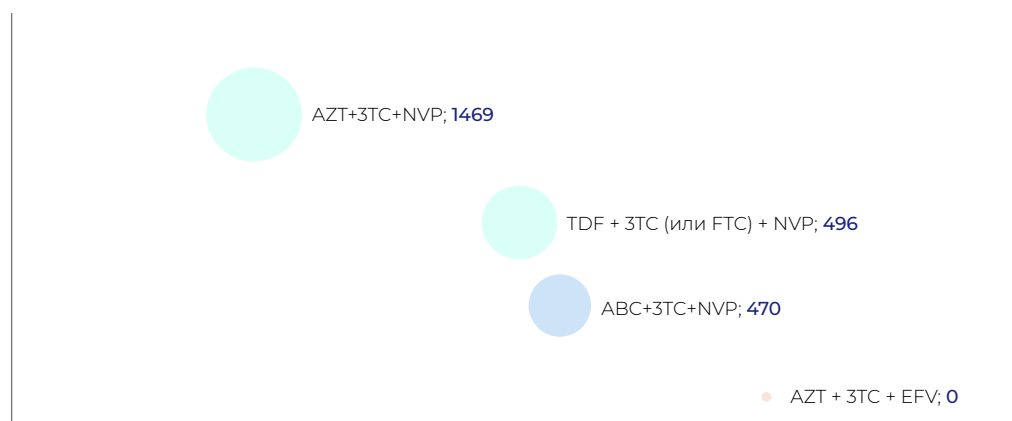 AZT+3TC+NVP; 1469
TDF + 3TC (или FTC) + NVP; 496
ABC+3TC+NVP; 470
AZT + 3TC + EFV; 0